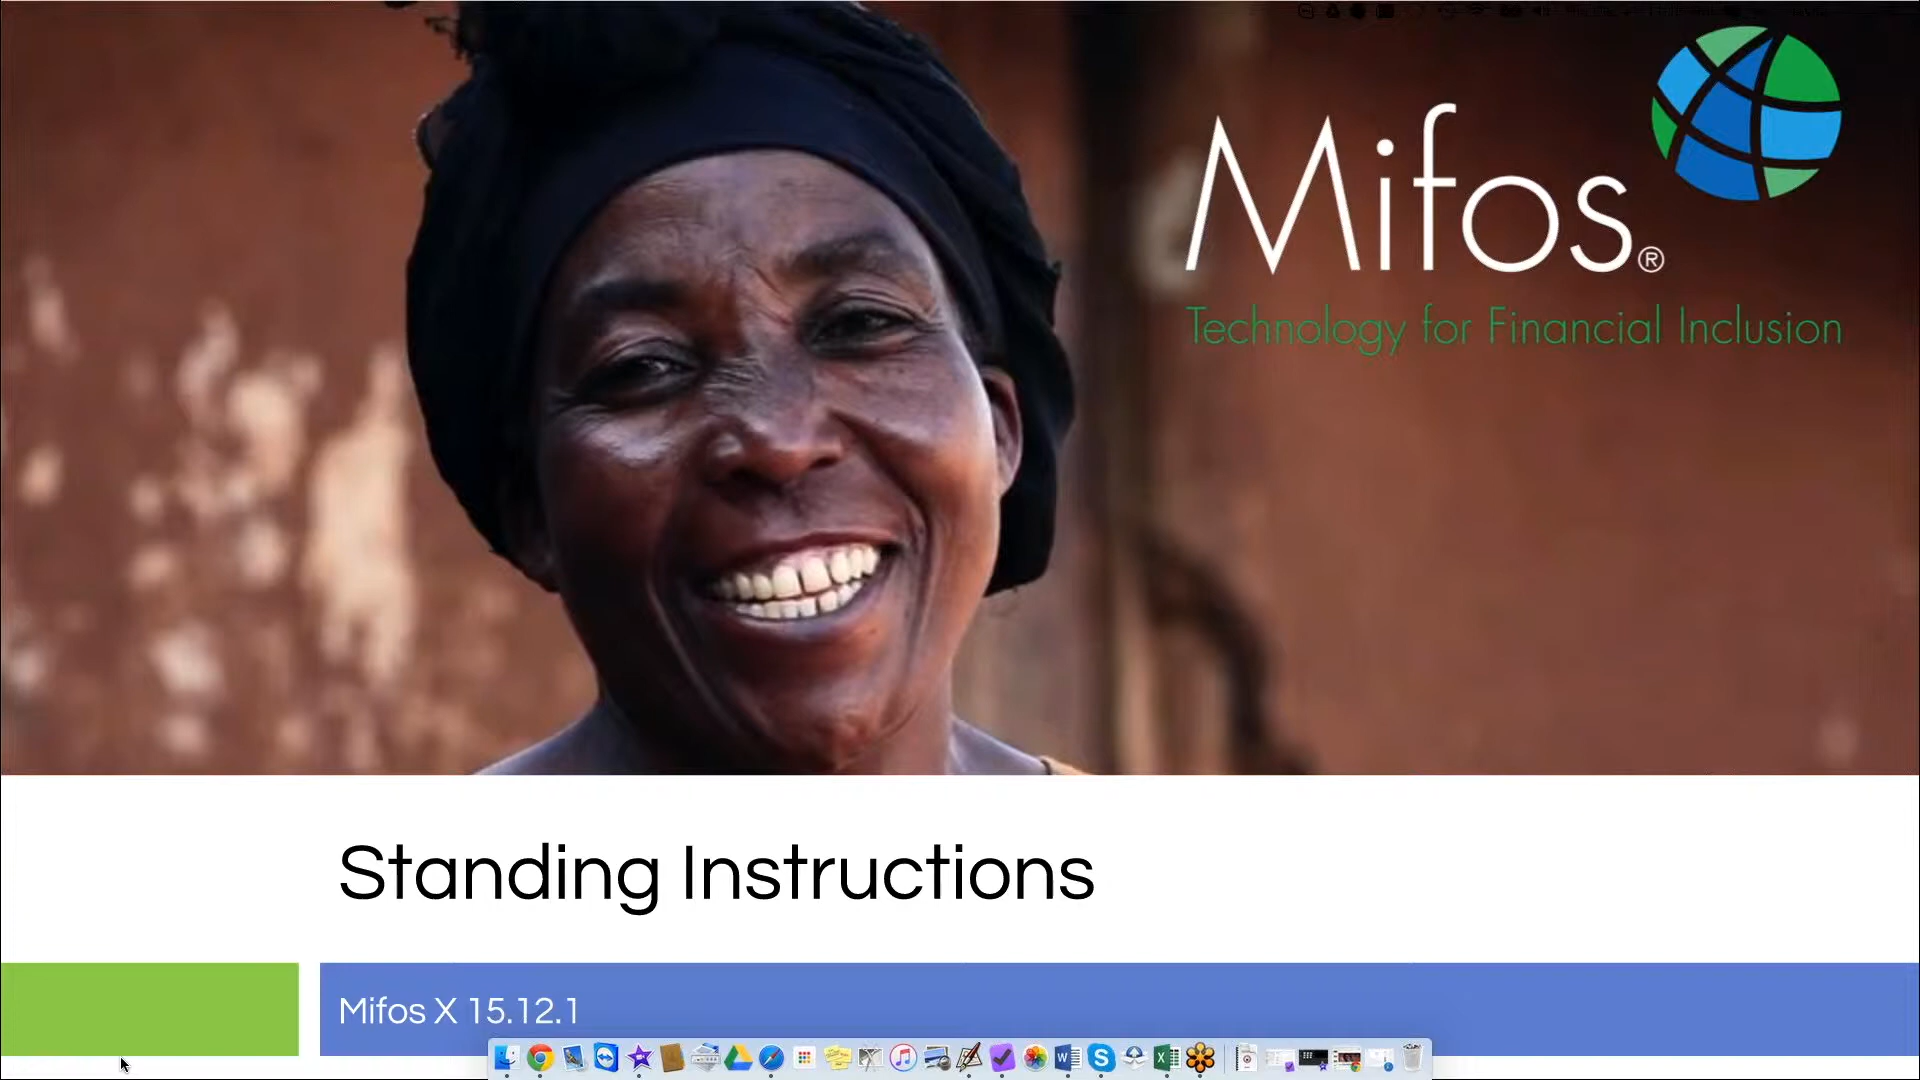 Mifos®
Technology for Financial Inclusion
Standing Instructions
Mifos X 15.12.1